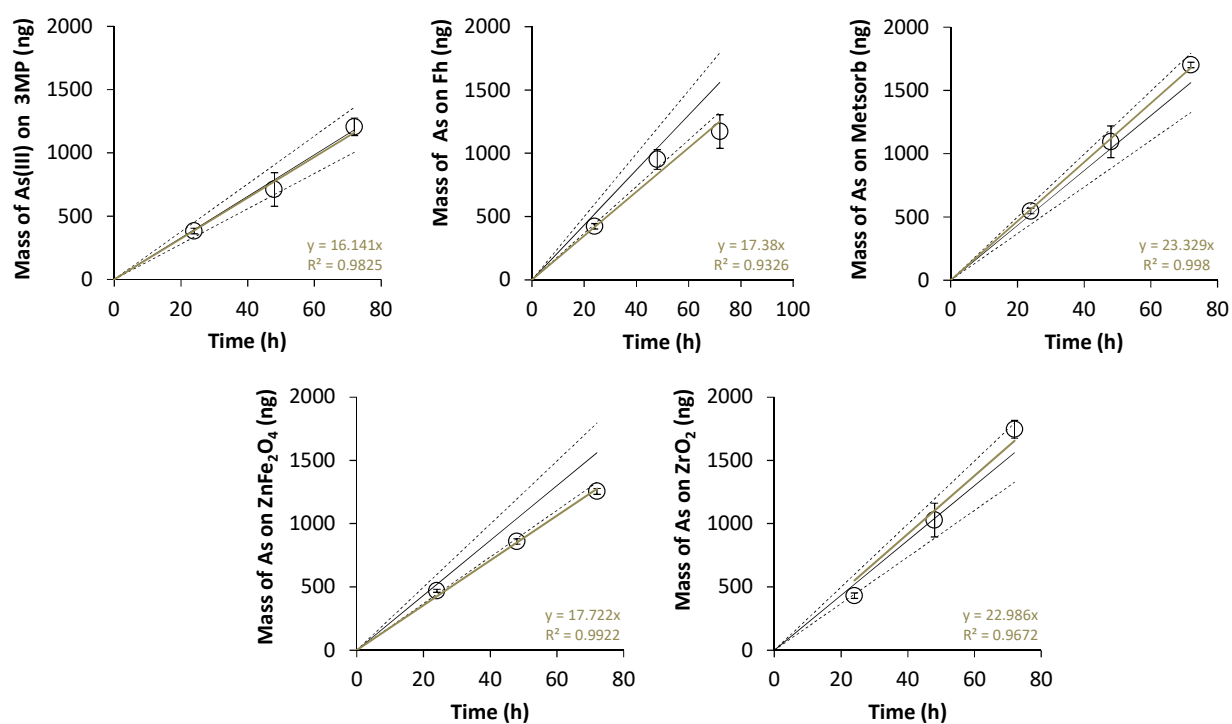 Mass of As(III) on 3MP (ng)
2000
1500
1000
500
0
0 20 40 60 80
Time (h)
y = 16.141x
R² = 0.9825
Mass of As on Fh (ng)
2000
1500
1000
500
0
0 20 40 60 80 100
Time (h)
y = 17.38x
R² = 0.9326
Mass of As on Metsorb (ng)
2000
1500
1000
500
0
0 20 40 60 80
Time (h)
y = 23.329x
R² = 0.998
Mass of As on ZnFe₂O₄ (ng)
2000
1500
1000
500
0
0 20 40 60 80
Time (h)
y = 17.722x
R² = 0.9922
Mass of As on ZrO₂ (ng)
2000
1500
1000
500
0
0 20 40 60 80
Time (h)
y = 22.986x
R² = 0.9672